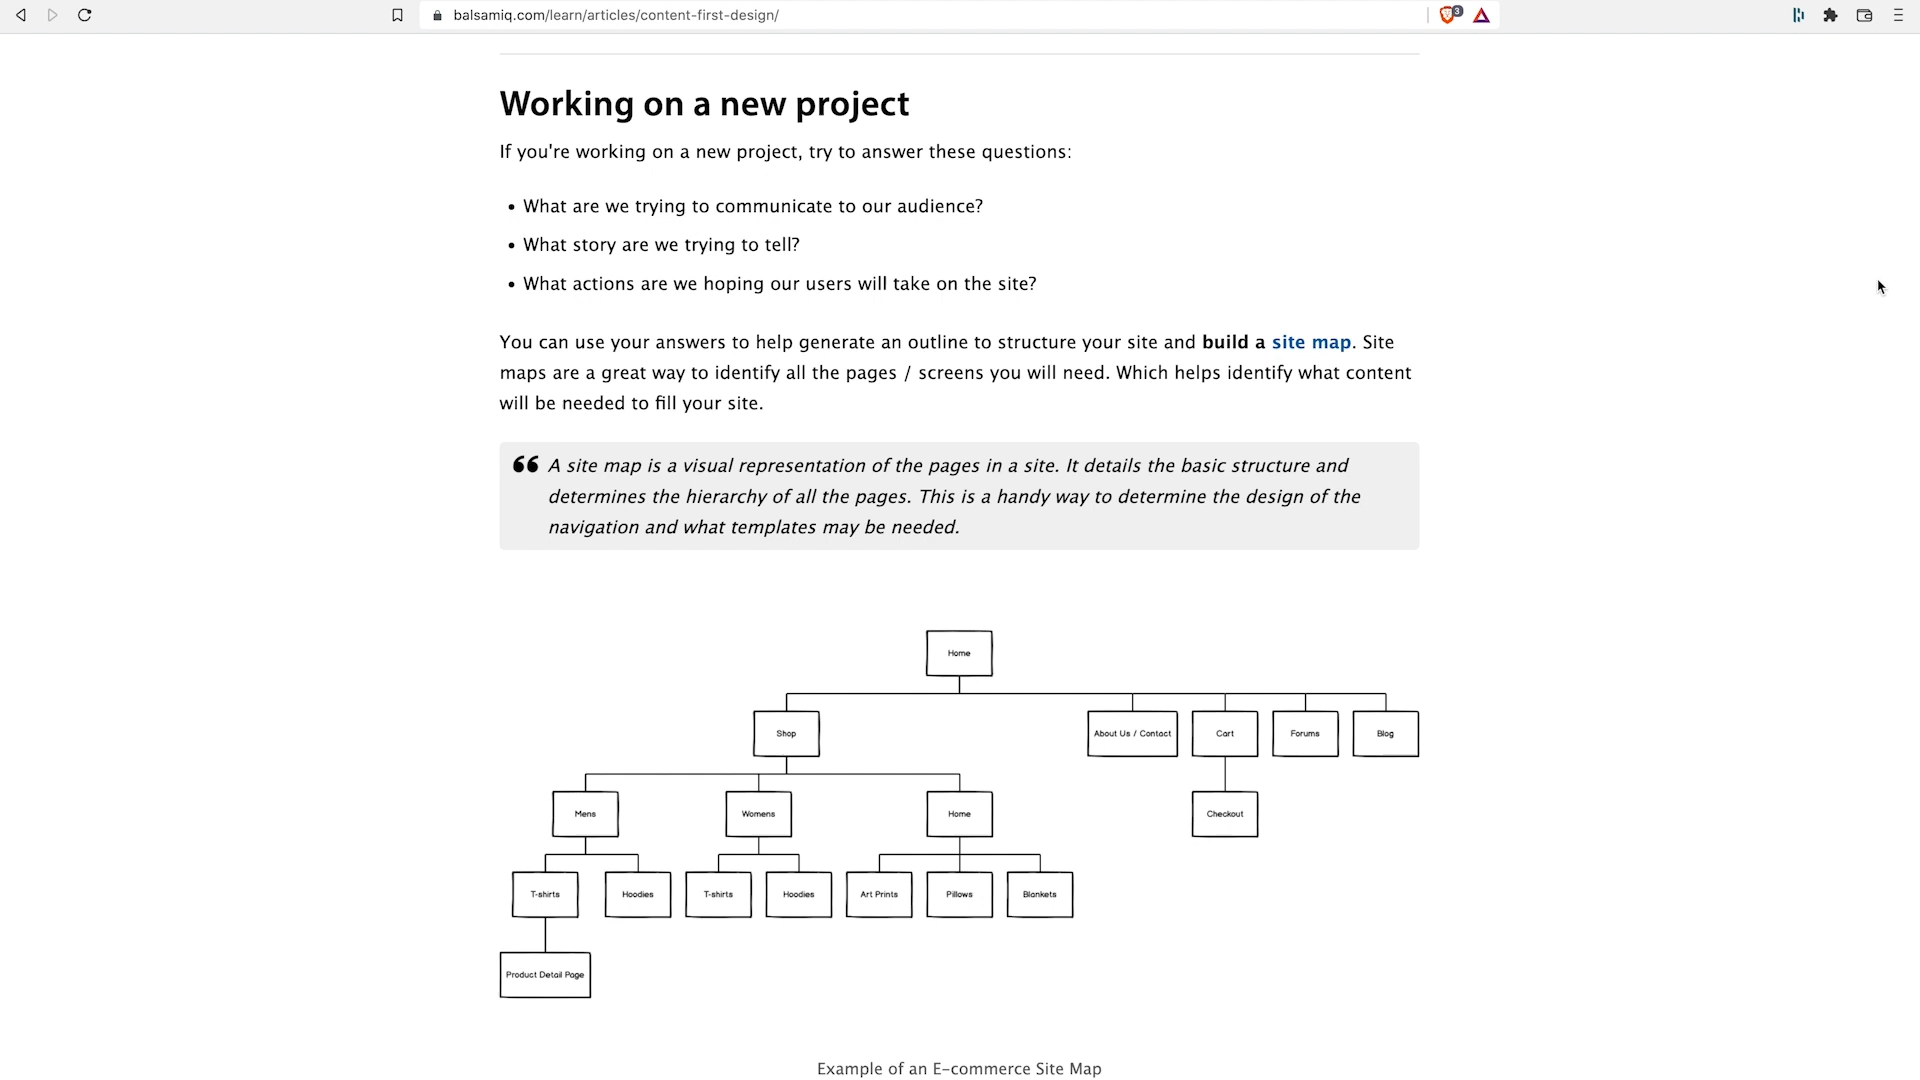 balsamiq.com/learn/articles/content-first-design/
3
Working on a new project
If you're working on a new project, try to answer these questions:
• What are we trying to communicate to our audience?
• What story are we trying to tell?
• What actions are we hoping our users will take on the site?
You can use your answers to help generate an outline to structure your site and build a site map. Site
maps are a great way to identify all the pages / screens you will need. Which helps identify what content
will be needed to fill your site.
“ A site map is a visual representation of the pages in a site. It details the basic structure and
determines the hierarchy of all the pages. This is a handy way to determine the design of the
navigation and what templates may be needed.
Home
Shop
About Us / Contact
Cart
Forums
Blog
Mens
Womens
Home
Checkout
T-shirts
Hoodies
T-shirts
Hoodies
Art Prints
Pillows
Blankets
Product Detail Page
Example of an E-commerce Site Map